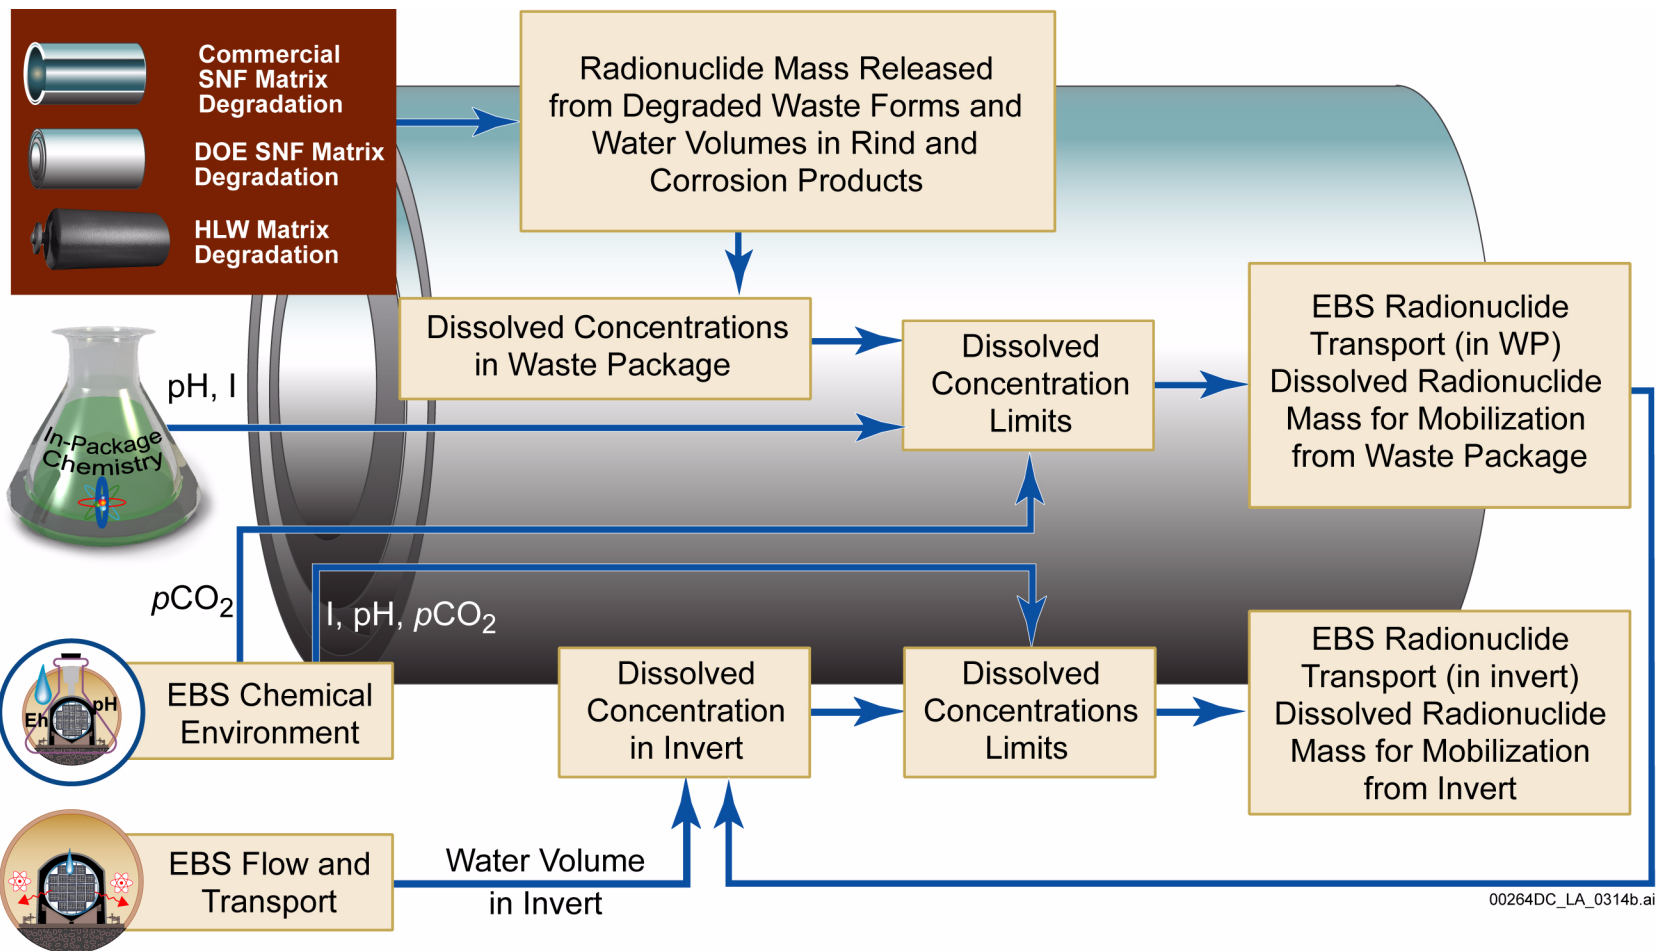 Commercial
SNF Matrix
Degradation
DOE SNF Matrix
Degradation
HLW Matrix
Degradation
Radionuclide Mass Released
from Degraded Waste Forms and
Water Volumes in Rind and
Corrosion Products
Dissolved Concentrations
in Waste Package
Dissolved
Concentration
Limits
EBS Radionuclide
Transport (in WP)
Dissolved Radionuclide
Mass for Mobilization
from Waste Package
pH, I
In-Package
Chemistry
pCO2
I, pH, pCO2
Eh
pH
EBS Chemical
Environment
Dissolved
Concentration
in Invert
Dissolved
Concentrations
Limits
EBS Radionuclide
Transport (in invert)
Dissolved Radionuclide
Mass for Mobilization
from Invert
EBS Flow and
Transport
Water Volume
in Invert
00264DC_LA_0314b.ai